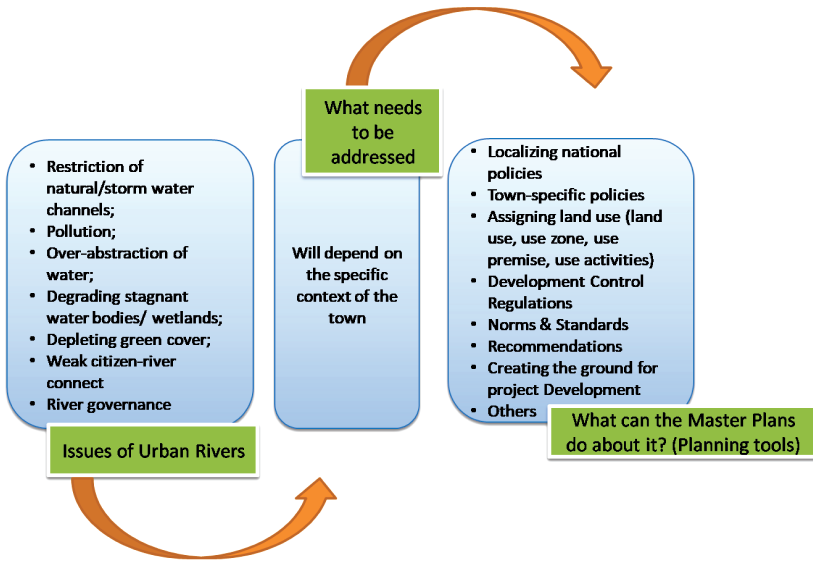 • Restriction of
natural/storm water
channels;
• Pollution;
• Over-abstraction of
water;
• Degrading stagnant
water bodies/ wetlands;
• Depleting green cover;
• Weak citizen-river
connect
• River governance
Issues of Urban Rivers
What needs
to be
addressed
Will depend on
the specific
context of the
town
• Localizing national
policies
• Town-specific policies
• Assigning land use (land
use, use zone, use
premise, use activities)
• Development Control
Regulations
• Norms & Standards
• Recommendations
• Creating the ground for
project Development
• Others
What can the Master Plans
do about it? (Planning tools)